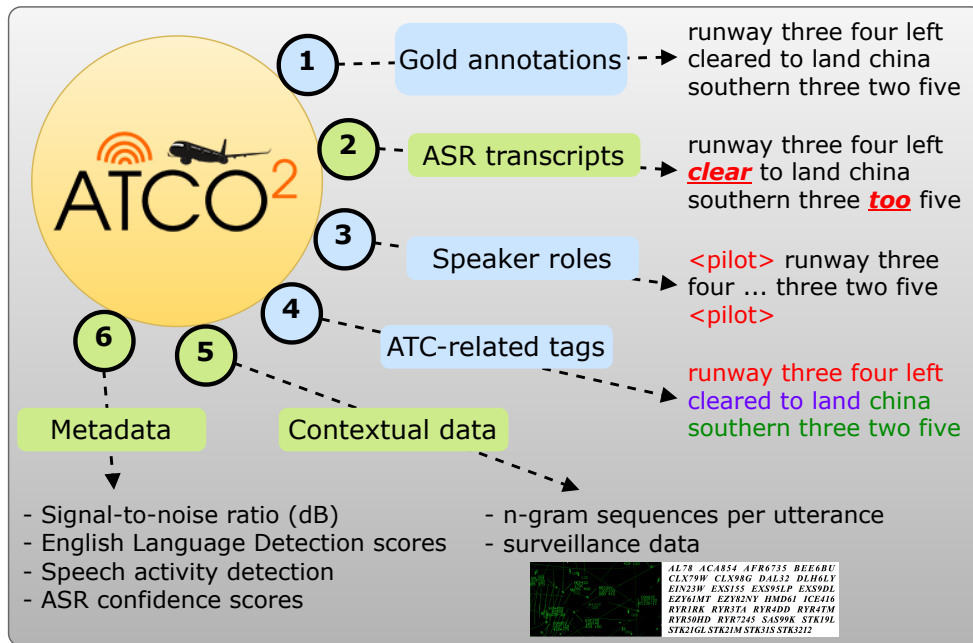 1
Gold annotations
runway three four left
cleared to land china
southern three two five
ATCO2
2
ASR transcripts
runway three four left
clear to land china
southern three too five
3
Speaker roles
<pilot> runway three
four ... three two five
<pilot>
4
ATC-related tags
runway three four left
cleared to land china
southern three two five
5
Contextual data
- n-gram sequences per utterance
- surveillance data
AL78 ACA854 AFR6735 BEE6BU
CLX79W CLX98G DAL32 DLH6LY
EIN23W EXS155 EXS95LP EXS9DL
EZY61MT EZY82NY HMD61 ICE416
RYR1RK RYR3TA RYR4DD RYR4TM
RYR50HD RYR7245 SAS99K STK19L
STK21GL STK21M STK31S STK3212
6
Metadata
- Signal-to-noise ratio (dB)
- English Language Detection scores
- Speech activity detection
- ASR confidence scores